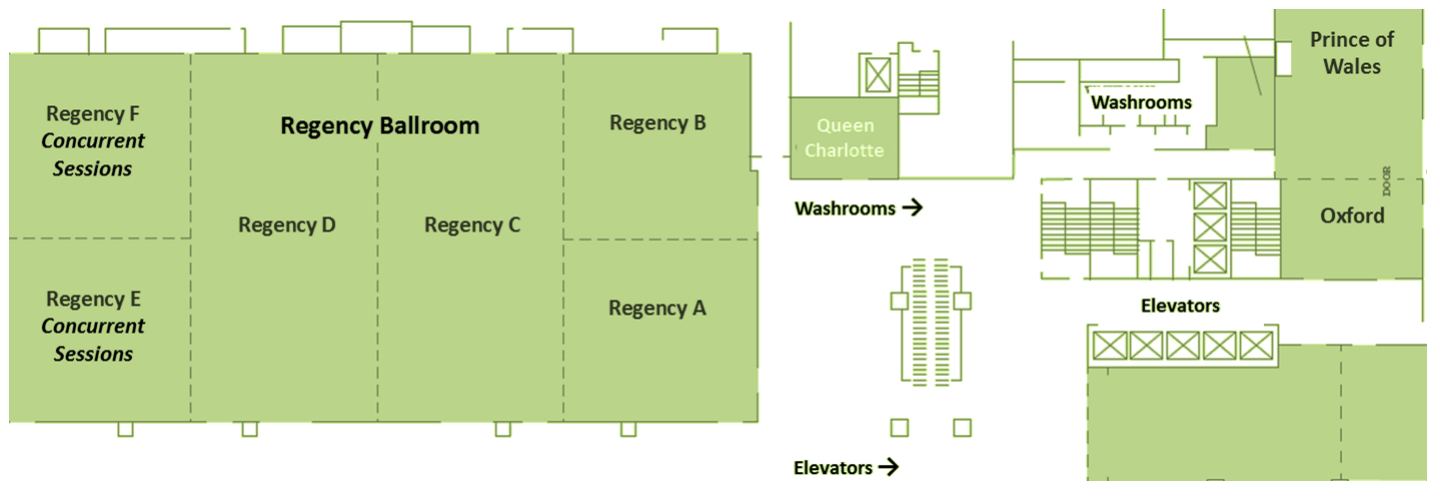 Regency F
Concurrent
Sessions
Regency Ballroom
Regency B
Regency D
Regency C
Regency E
Concurrent
Sessions
Regency A
Queen
Charlotte
Washrooms →
Washrooms
Prince of
Wales
DOOR
Oxford
Elevators
Elevators →